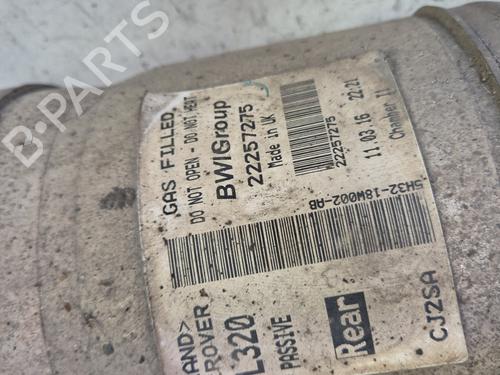 GAS FILLED
DO NOT OPEN - DO NOT HEAT
BWIGroup
22257275
Made in UK
22257275
11.03.16 22:21
Chamber 11
5H32-18W002-AB
LAND>
ROVER
L320
PASSIVE
Rear
CJ2SA
B-Parts